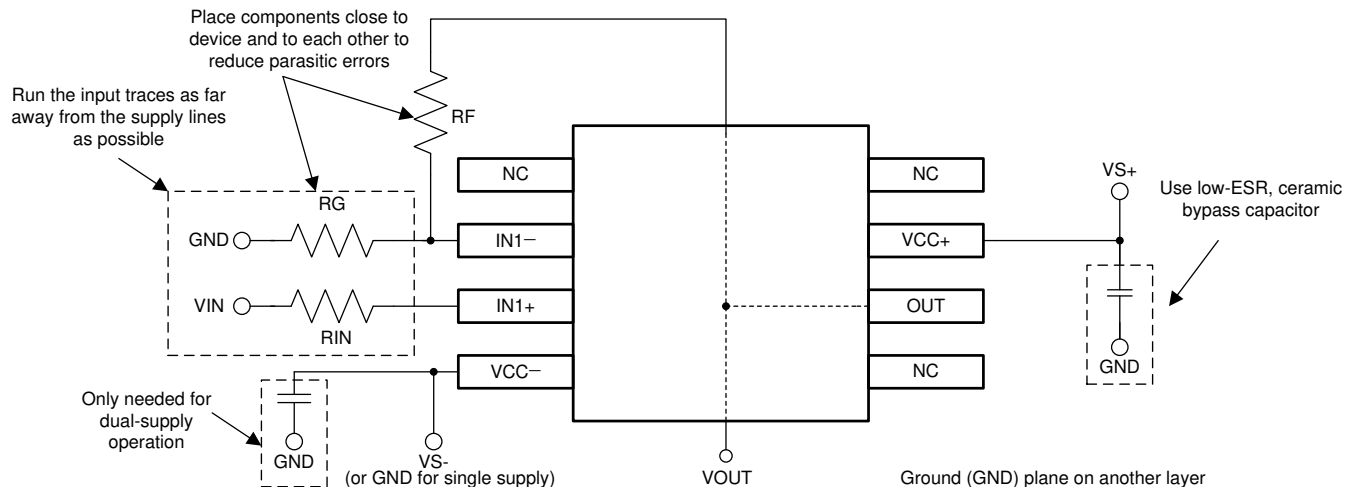 Place components close to
device and to each other to
reduce parasitic errors
Run the input traces as far
away from the supply lines
as possible
RF
NC
NC
VS+
Use low-ESR, ceramic
bypass capacitor
RG
GND
IN1−
VCC+
VIN
IN1+
OUT
RIN
GND
VCC−
NC
Only needed for
dual-supply
operation
GND
VS-
(or GND for single supply)
VOUT
Ground (GND) plane on another layer